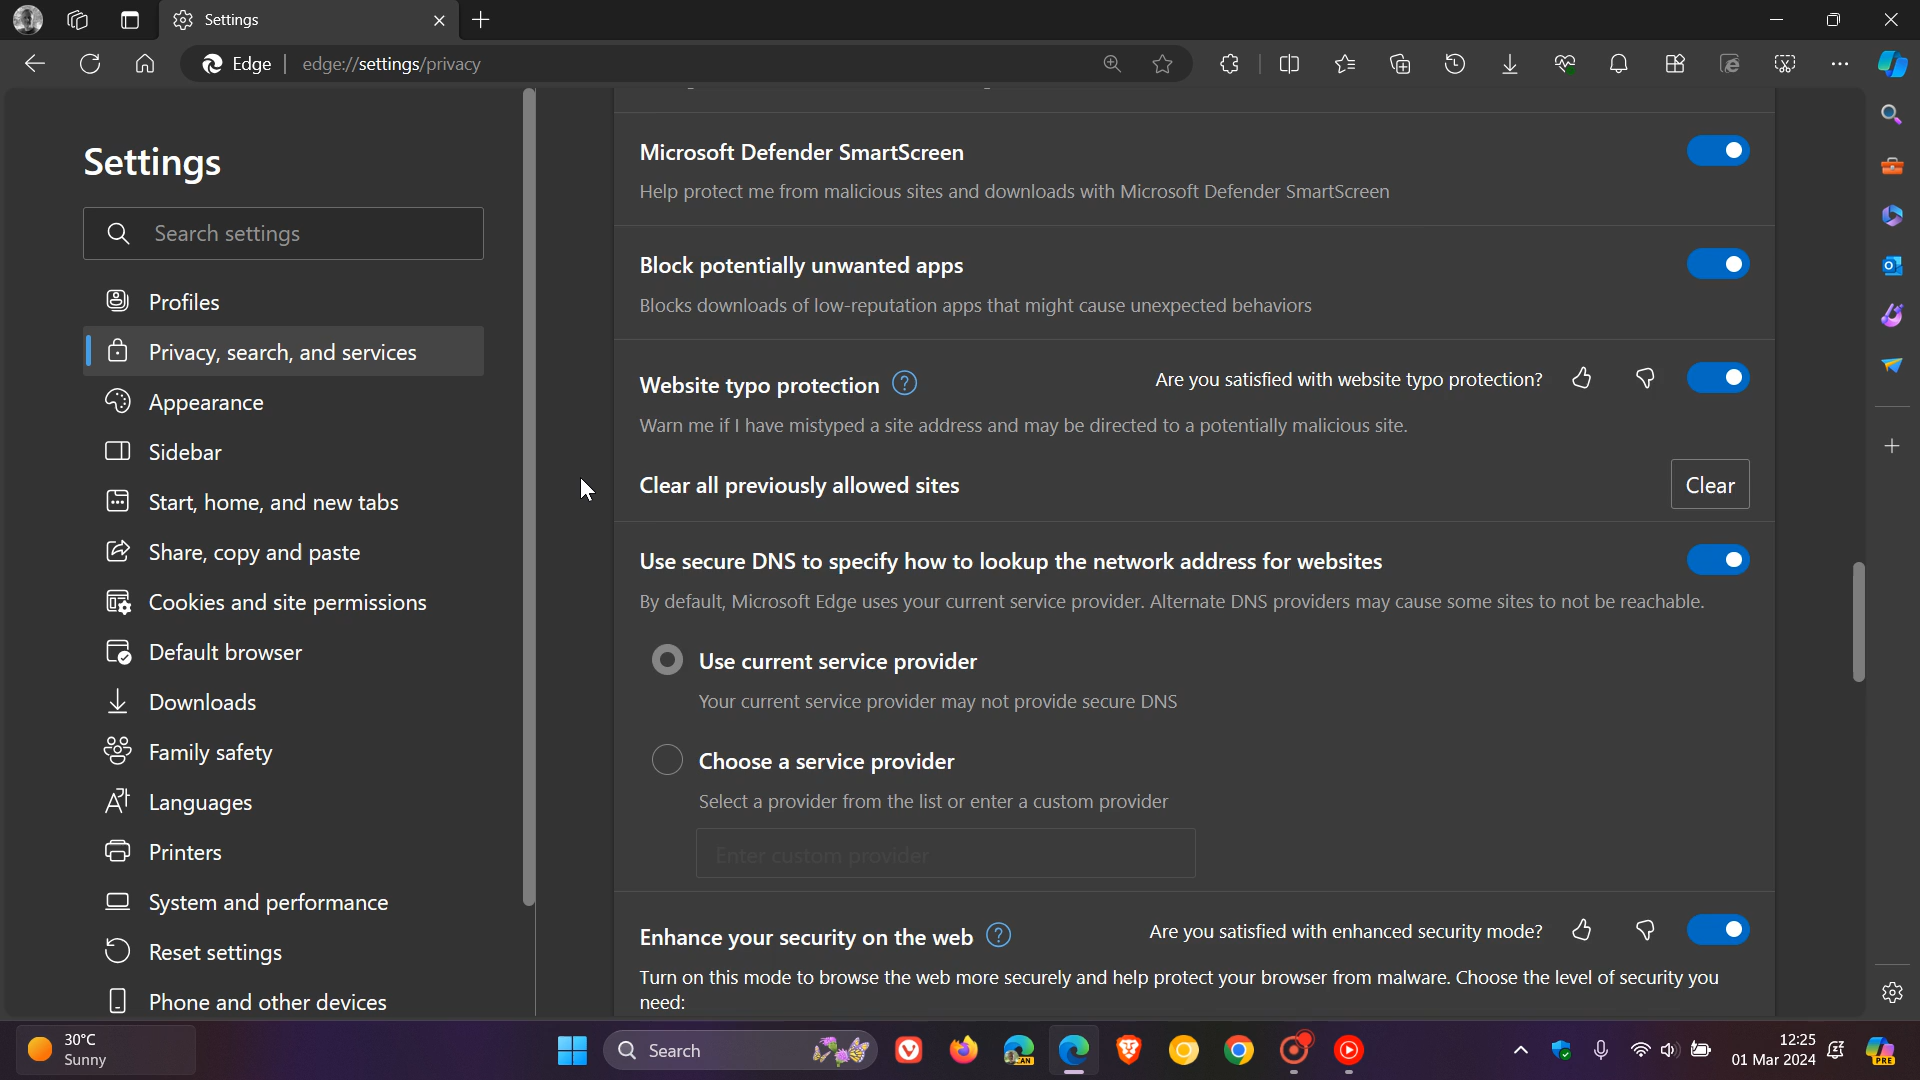 Settings
Edge
edge://settings/privacy
Settings
Search settings
Profiles
Privacy, search, and services
Appearance
Sidebar
Start, home, and new tabs
Share, copy and paste
Cookies and site permissions
Default browser
Downloads
Family safety
Languages
Printers
System and performance
Reset settings
Phone and other devices
Microsoft Defender SmartScreen
Help protect me from malicious sites and downloads with Microsoft Defender SmartScreen
Block potentially unwanted apps
Blocks downloads of low-reputation apps that might cause unexpected behaviors
Website typo protection
Are you satisfied with website typo protection?
Warn me if I have mistyped a site address and may be directed to a potentially malicious site.
Clear all previously allowed sites
Clear
Use secure DNS to specify how to lookup the network address for websites
By default, Microsoft Edge uses your current service provider. Alternate DNS providers may cause some sites to not be reachable.
Use current service provider
Your current service provider may not provide secure DNS
Choose a service provider
Select a provider from the list or enter a custom provider
Enter custom provider
Enhance your security on the web
Are you satisfied with enhanced security mode?
Turn on this mode to browse the web more securely and help protect your browser from malware. Choose the level of security you
need:
30°C
Sunny
Search
CAN
12:25
01 Mar 2024
PRE